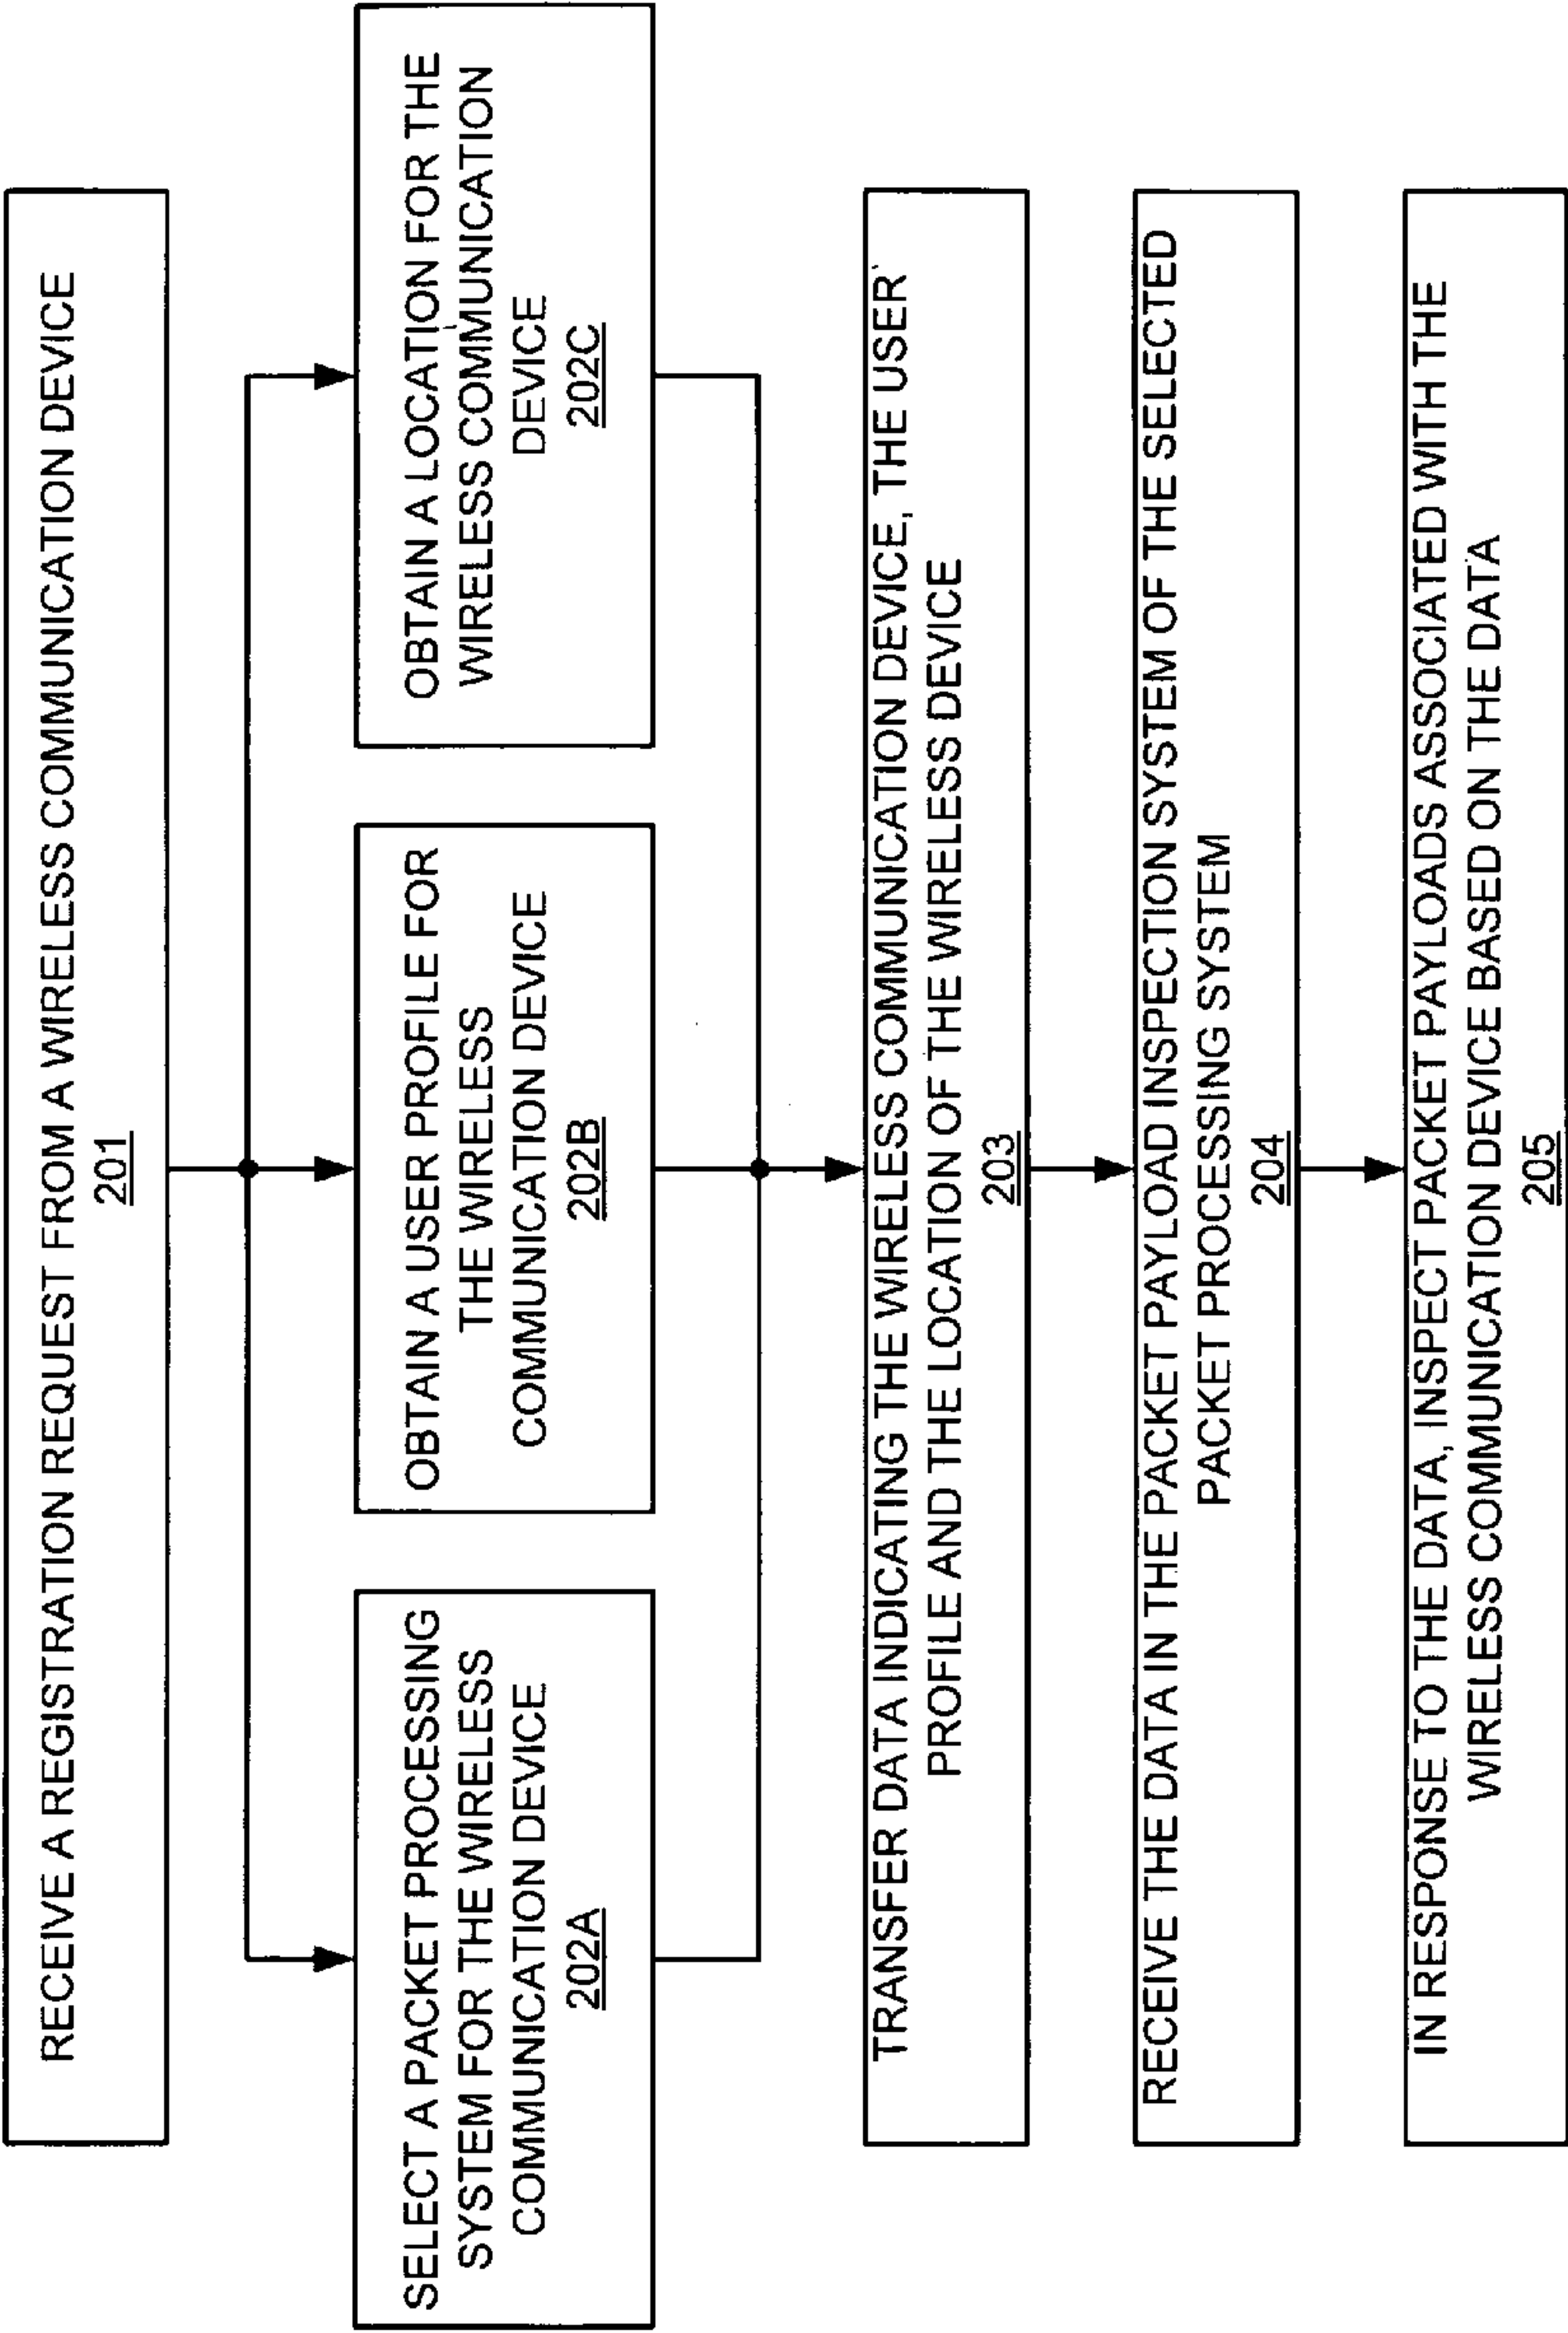 RECEIVE A REGISTRATION REQUEST FROM A WIRELESS COMMUNICATION DEVICE
201
SELECT A PACKET PROCESSING
SYSTEM FOR THE WIRELESS
COMMUNICATION DEVICE
202A
OBTAIN A USER PROFILE FOR
THE WIRELESS
COMMUNICATION DEVICE
202B
OBTAIN A LOCATION FOR THE
WIRELESS COMMUNICATION
DEVICE
202C
TRANSFER DATA INDICATING THE WIRELESS COMMUNICATION DEVICE, THE USER
PROFILE AND THE LOCATION OF THE WIRELESS DEVICE
203
RECEIVE THE DATA IN THE PACKET PAYLOAD INSPECTION SYSTEM OF THE SELECTED
PACKET PROCESSING SYSTEM
204
IN RESPONSE TO THE DATA, INSPECT PACKET PAYLOADS ASSOCIATED WITH THE
WIRELESS COMMUNICATION DEVICE BASED ON THE DATA
205